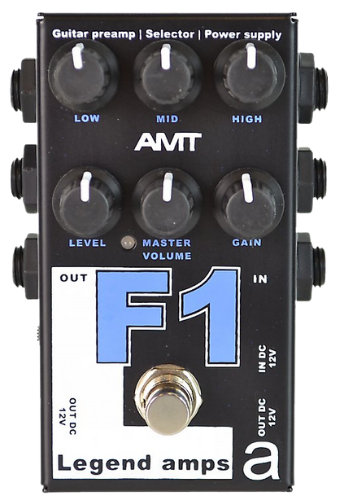 Guitar preamp | Selector | Power supply
LOW MID HIGH
AMT
LEVEL MASTER VOLUME GAIN
OUT IN
F1
IN DC 12V
OUT DC 12V
OUT DC 12V
Legend amps a